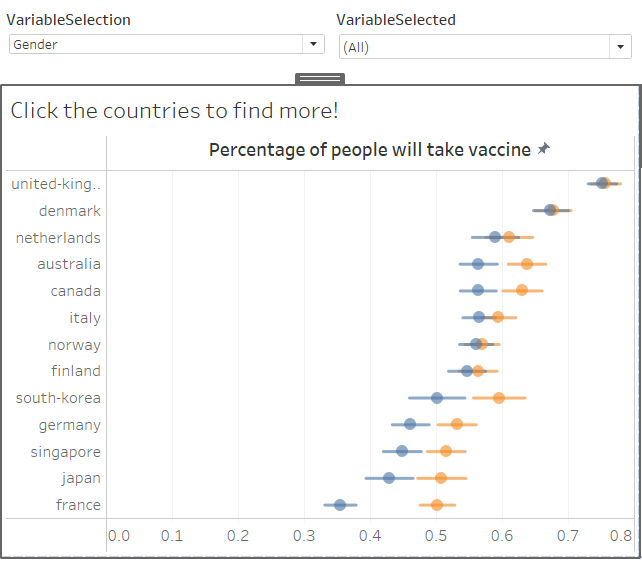 VariableSelection VariableSelected
Gender (All)
Click the countries to find more!
Percentage of people will take vaccine
united-king..
denmark
netherlands
australia
canada
italy
norway
finland
south-korea
germany
singapore
japan
france
0.0 0.1 0.2 0.3 0.4 0.5 0.6 0.7 0.8